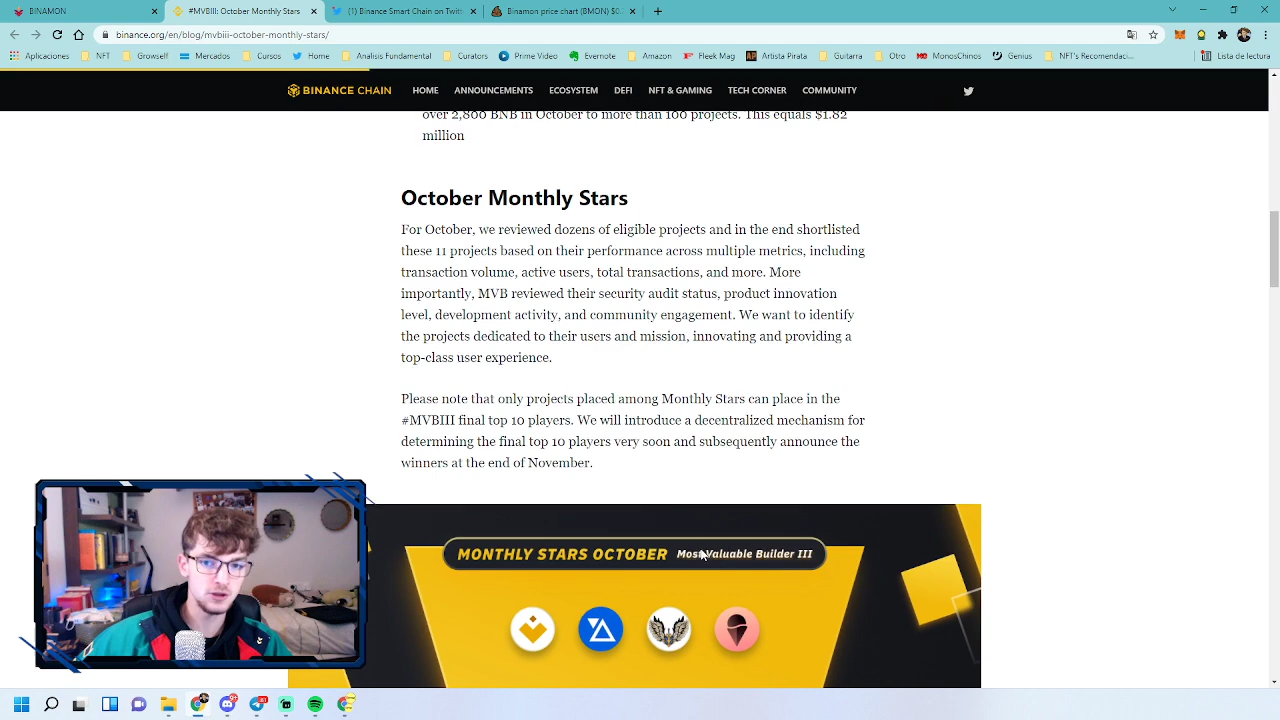 BINAMON
#MVBIII: October Monthly Stars
(1) Binance Smart Chain on Twitt
Binamon price chart (BMON) $0.
binance.org/en/blog/mvbiii-october-monthly-stars/
Aplicaciones
NFT
Growself
Mercados
Cursos
Home
Analisis Fundamental
Curators
Prime Video
Evernote
Amazon
Fleek Mag
Artista Pirata
Guitarra
Otro
MonosChinos
Genius
NFT's Recomendaci...
Lista de lectura
BINANCE CHAIN
HOME
ANNOUNCEMENTS
ECOSYSTEM
DEFI
NFT & GAMING
TECH CORNER
COMMUNITY
over 2,800 BNB in October to more than 100 projects. This equals $1.82
million
October Monthly Stars
For October, we reviewed dozens of eligible projects and in the end shortlisted
these 11 projects based on their performance across multiple metrics, including
transaction volume, active users, total transactions, and more. More
importantly, MVB reviewed their security audit status, product innovation
level, development activity, and community engagement. We want to identify
the projects dedicated to their users and mission, innovating and providing a
top-class user experience.
Please note that only projects placed among Monthly Stars can place in the
#MVBIII final top 10 players. We will introduce a decentralized mechanism for
determining the final top 10 players very soon and subsequently announce the
winners at the end of November.
MONTHLY STARS OCTOBER Most Valuable Builder III